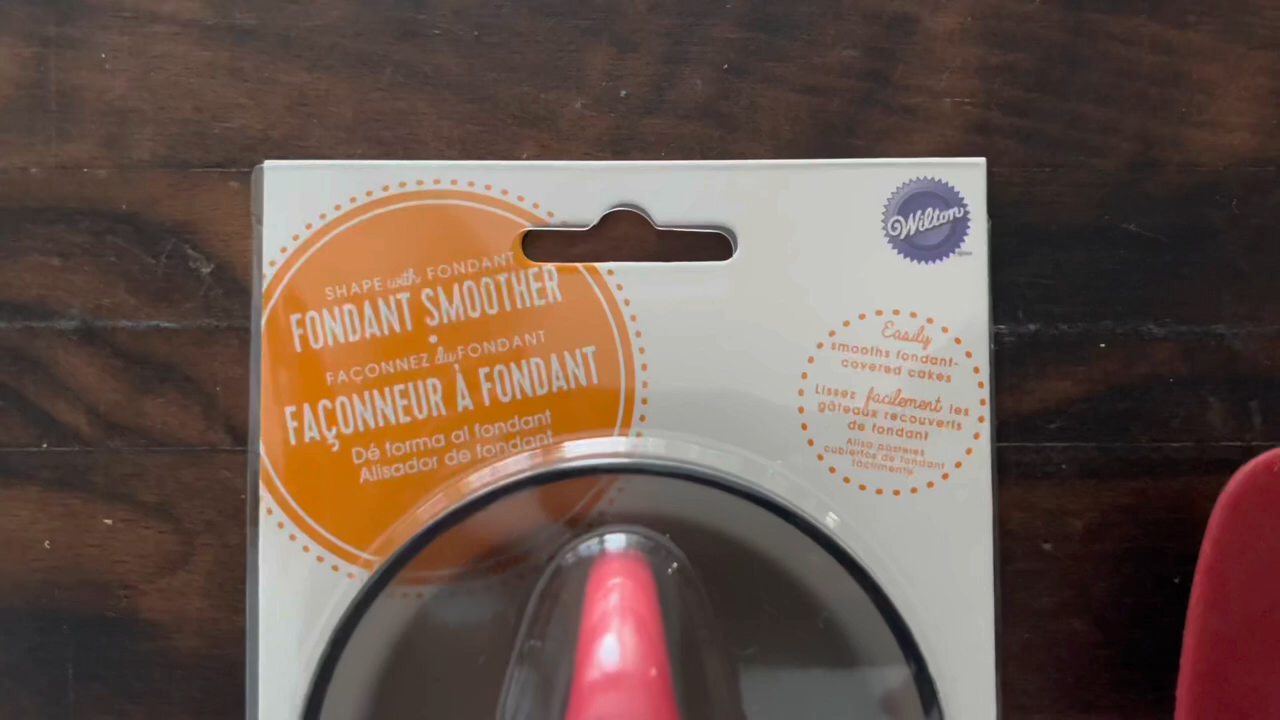 SHAPE with FONDANT
FONDANT SMOOTHER
FAÇONNEZ du FONDANT
FAÇONNEUR À FONDANT
Dé forma al fondant
Alisador de fondant
Wilton
Easily
smooths fondant-
covered cakes
Lissez facilement les
gâteaux recouverts
de fondant
Alisa pasteles
cubiertos de fondant
fácilmente